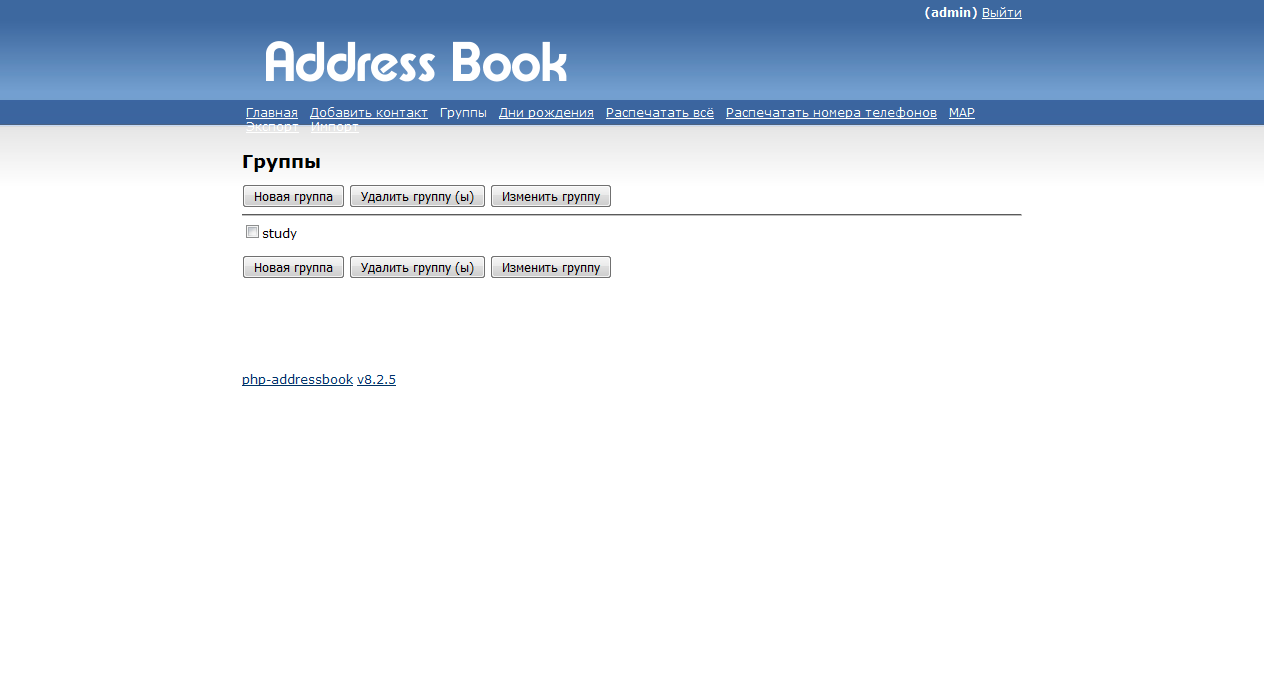 (admin) Выйти
Address Book
Главная Добавить контакт Группы Дни рождения Распечатать всё Распечатать номера телефонов MAP
Экспорт Импорт
Группы
Новая группа Удалить группу (ы) Изменить группу
study
Новая группа Удалить группу (ы) Изменить группу
php-addressbook v8.2.5